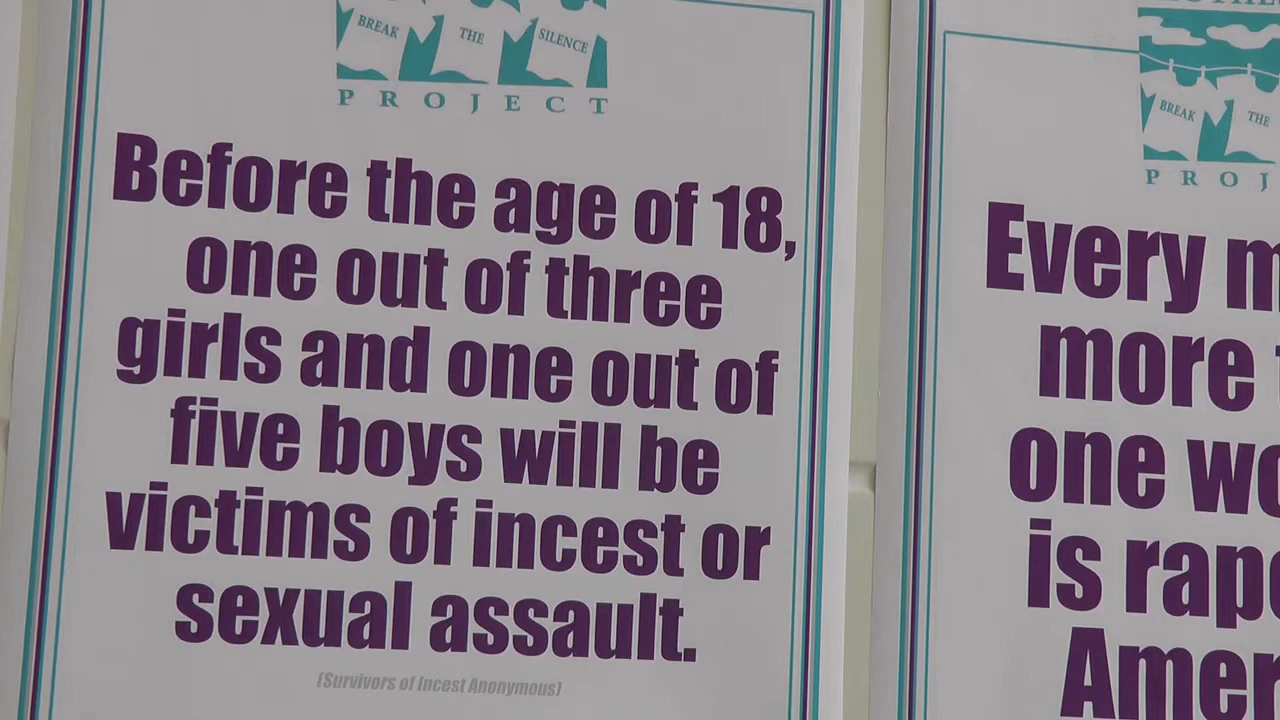 BREAK THE SILENCE
PROJECT
Before the age of 18,
one out of three
girls and one out of
five boys will be
victims of incest or
sexual assault.
(Survivors of Incest Anonymous)
BREAK THE
PROJ
Every m
more
one wo
is rap
Amer